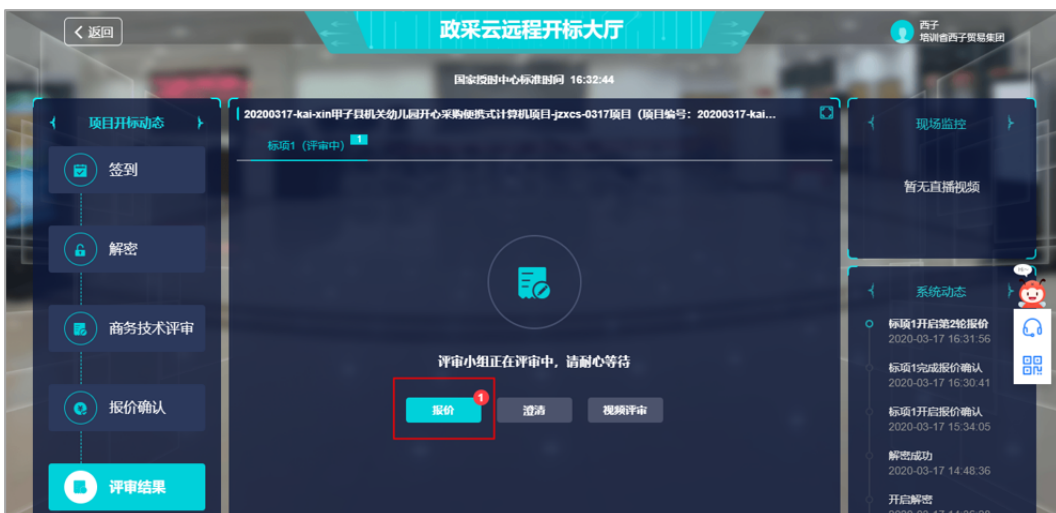 返回
政采云远程开标大厅
西子
培训省西子贸易集团
国家授时中心标准时间 16:32:44
项目开标动态
签到
解密
商务技术评审
报价确认
评审结果
20200317-kai-xin甲子县机关幼儿园开心采购便携式计算机项目-jzxcs-0317项目（项目编号：20200317-kai...
标项1（评审中） 1
评审小组正在评审中，请耐心等待
报价 1
澄清
视频评审
现场监控
暂无直播视频
系统动态
标项1开启第2轮报价
2020-03-17 16:31:56
标项1完成报价确认
2020-03-17 16:30:41
标项1开启报价确认
2020-03-17 15:34:05
解密成功
2020-03-17 14:48:36
开启解密